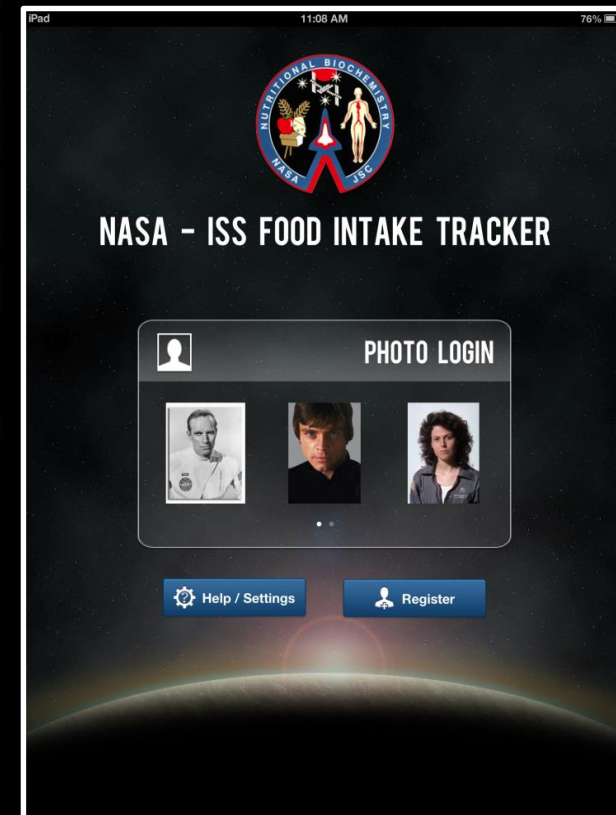 iPad 11:08 AM 76%
NUTRITIONAL BIOCHEMISTRY
NASA JSC
NASA - ISS FOOD INTAKE TRACKER
PHOTO LOGIN
Help / Settings Register